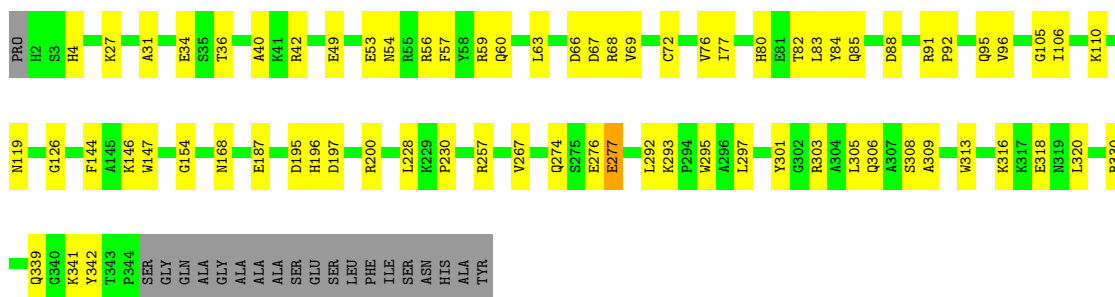 PRO H2 S3 H4 K27 A31 E34 S35 T36 A40 K41 R42 E49 E53 N54 R55 R56 F57 Y58 R59 Q60 L63 D66 D67 R68 V69 C72 V76 I77 H80 E81 T82 L83 Y84 Q85 D88 R91 P92 Q95 V96 G105 I106 K110
N119 G126 F144 A145 K146 W147 G154 N168 E187 D195 H196 D197 R200 L228 K229 P230 R257 V267 Q274 S275 E276 E277 L292 K293 P294 W295 A296 L297 Y301 G302 R303 A304 L305 Q306 A307 S308 A309 W313 K316 K317 E318 N319 L320
Q339 G340 K341 Y342 T343 P344 SER GLY GLN ALA GLY ALA ALA ALA SER GLU SER LEU PHE ILE SER ASN HIS ALA TYR